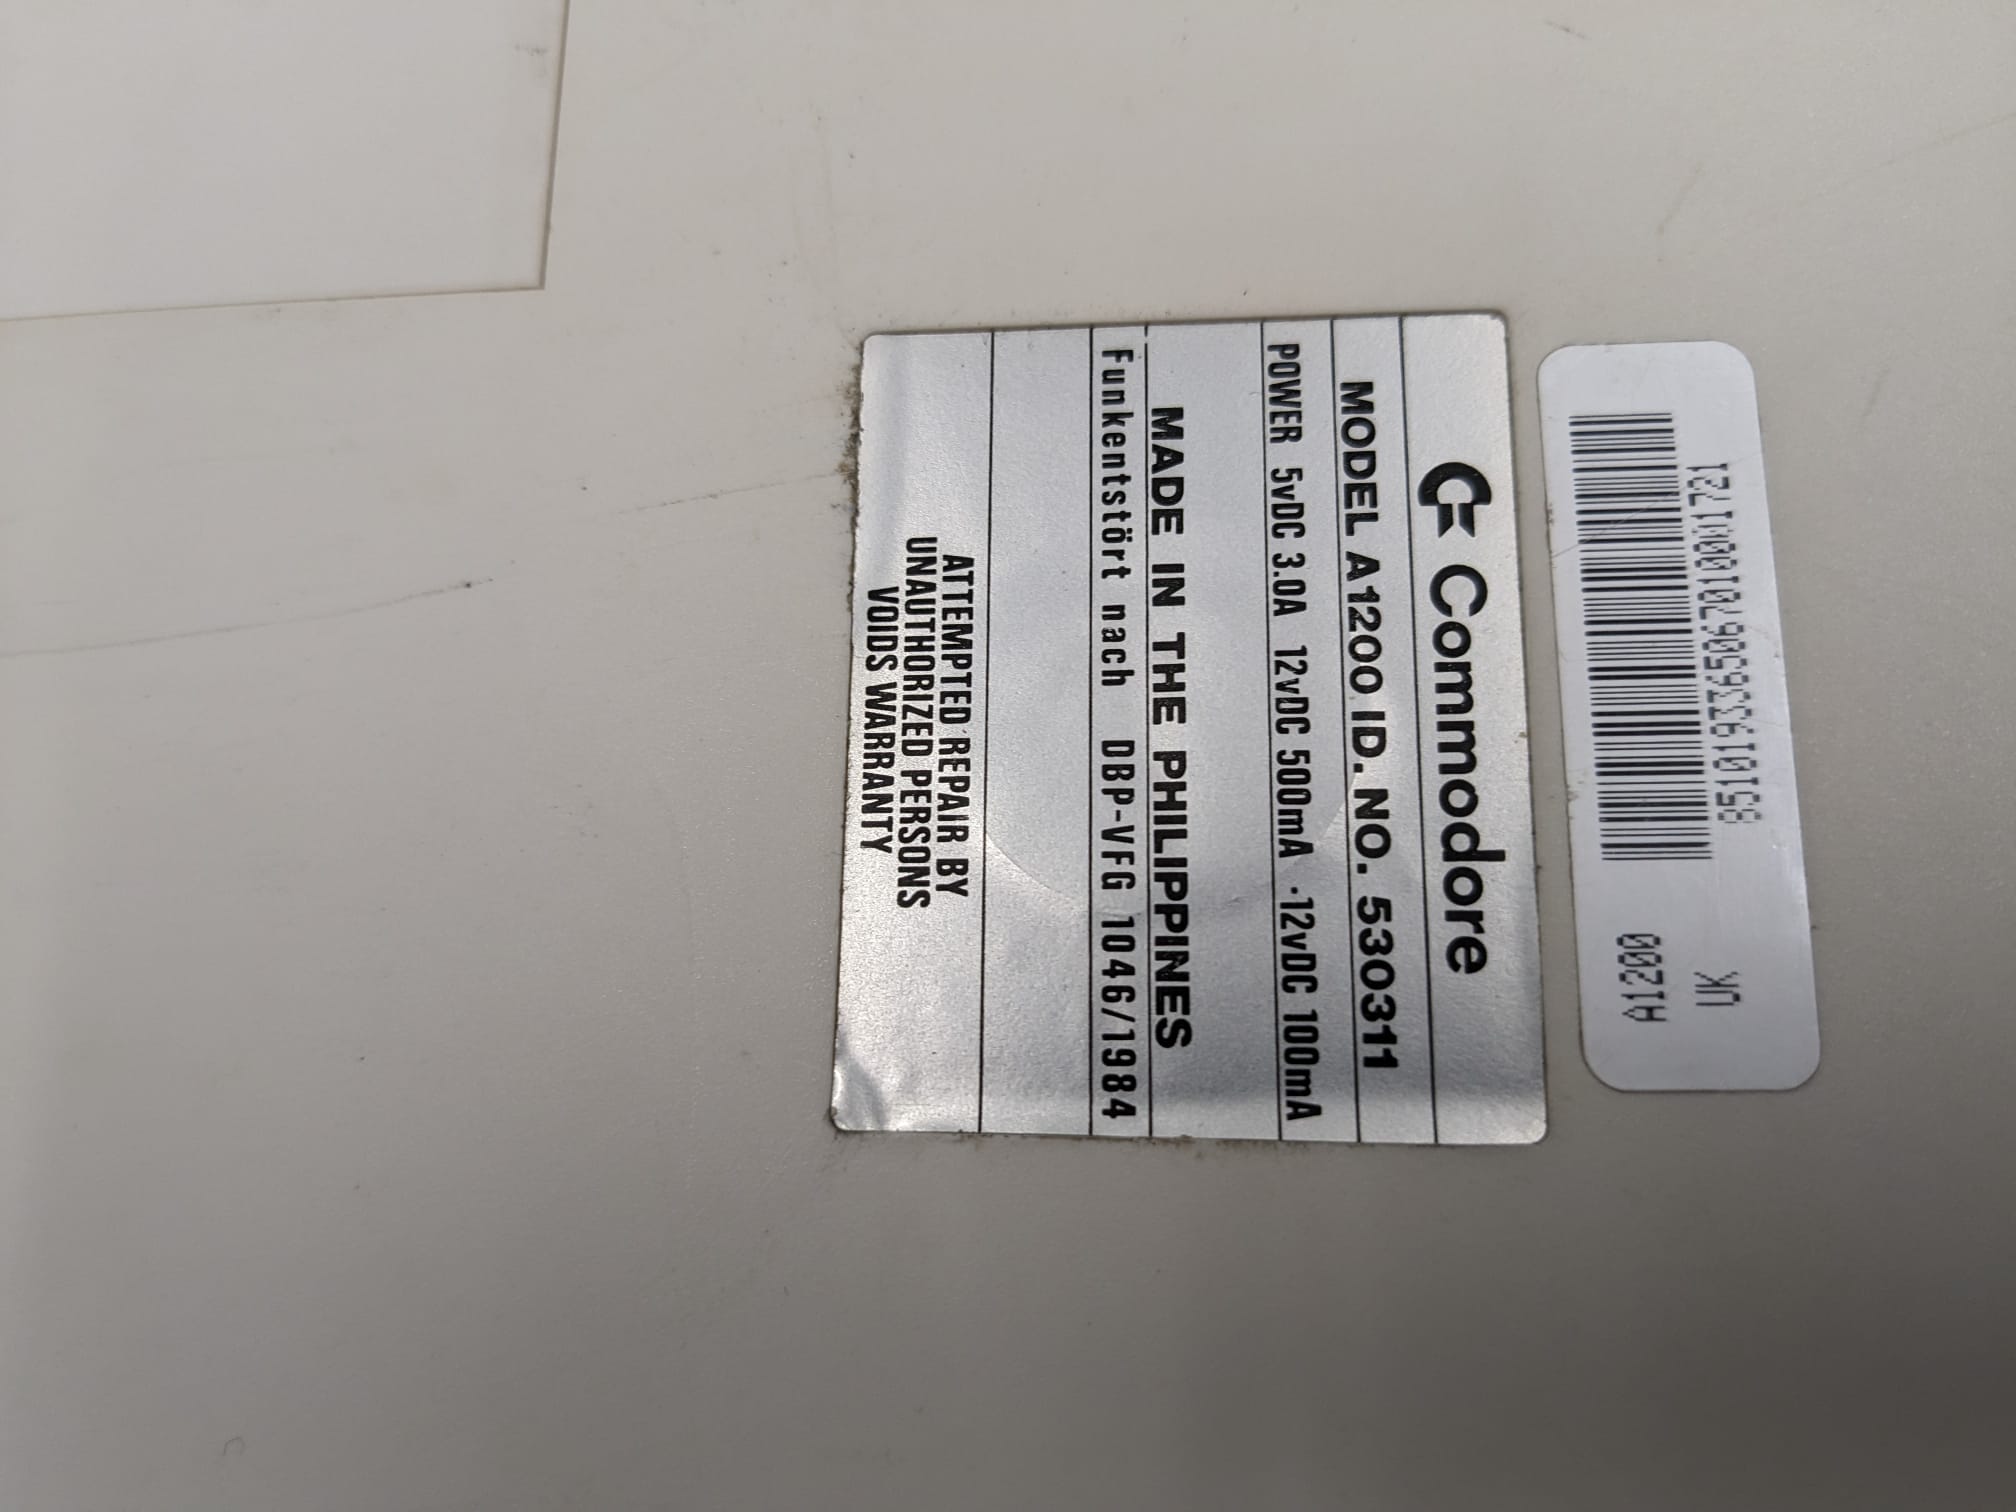 Commodore
MODEL A1200 ID. NO. 530311
POWER 5vDC 3.0A 12vDC 500mA -12vDC 100mA
MADE IN THE PHILIPPINES
Funkentstört nach DBP-VFG 1046/1984
ATTEMPTED REPAIR BY
UNAUTHORIZED PERSONS
VOIDS WARRANTY
A1200
UK